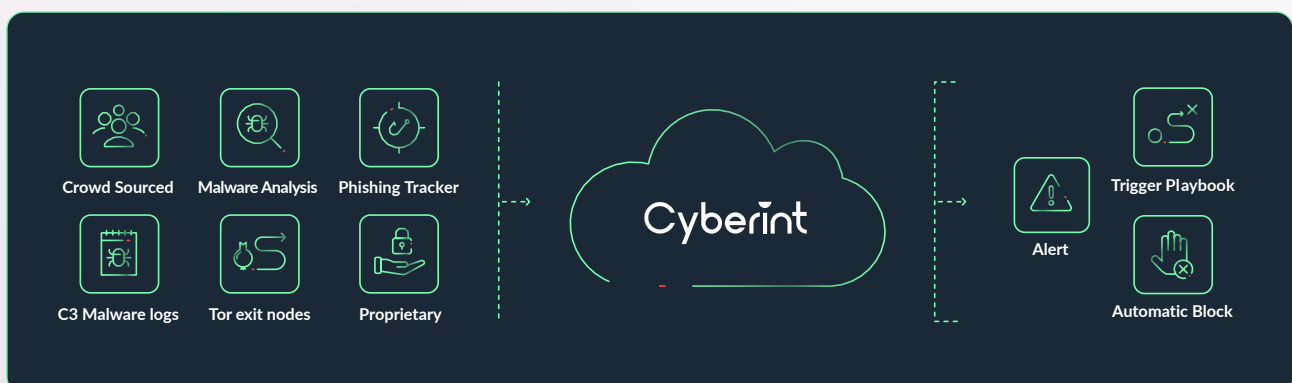 Crowd Sourced
Malware Analysis
Phishing Tracker
C3 Malware logs
Tor exit nodes
Proprietary
Cyberint
Alert
Trigger Playbook
Automatic Block